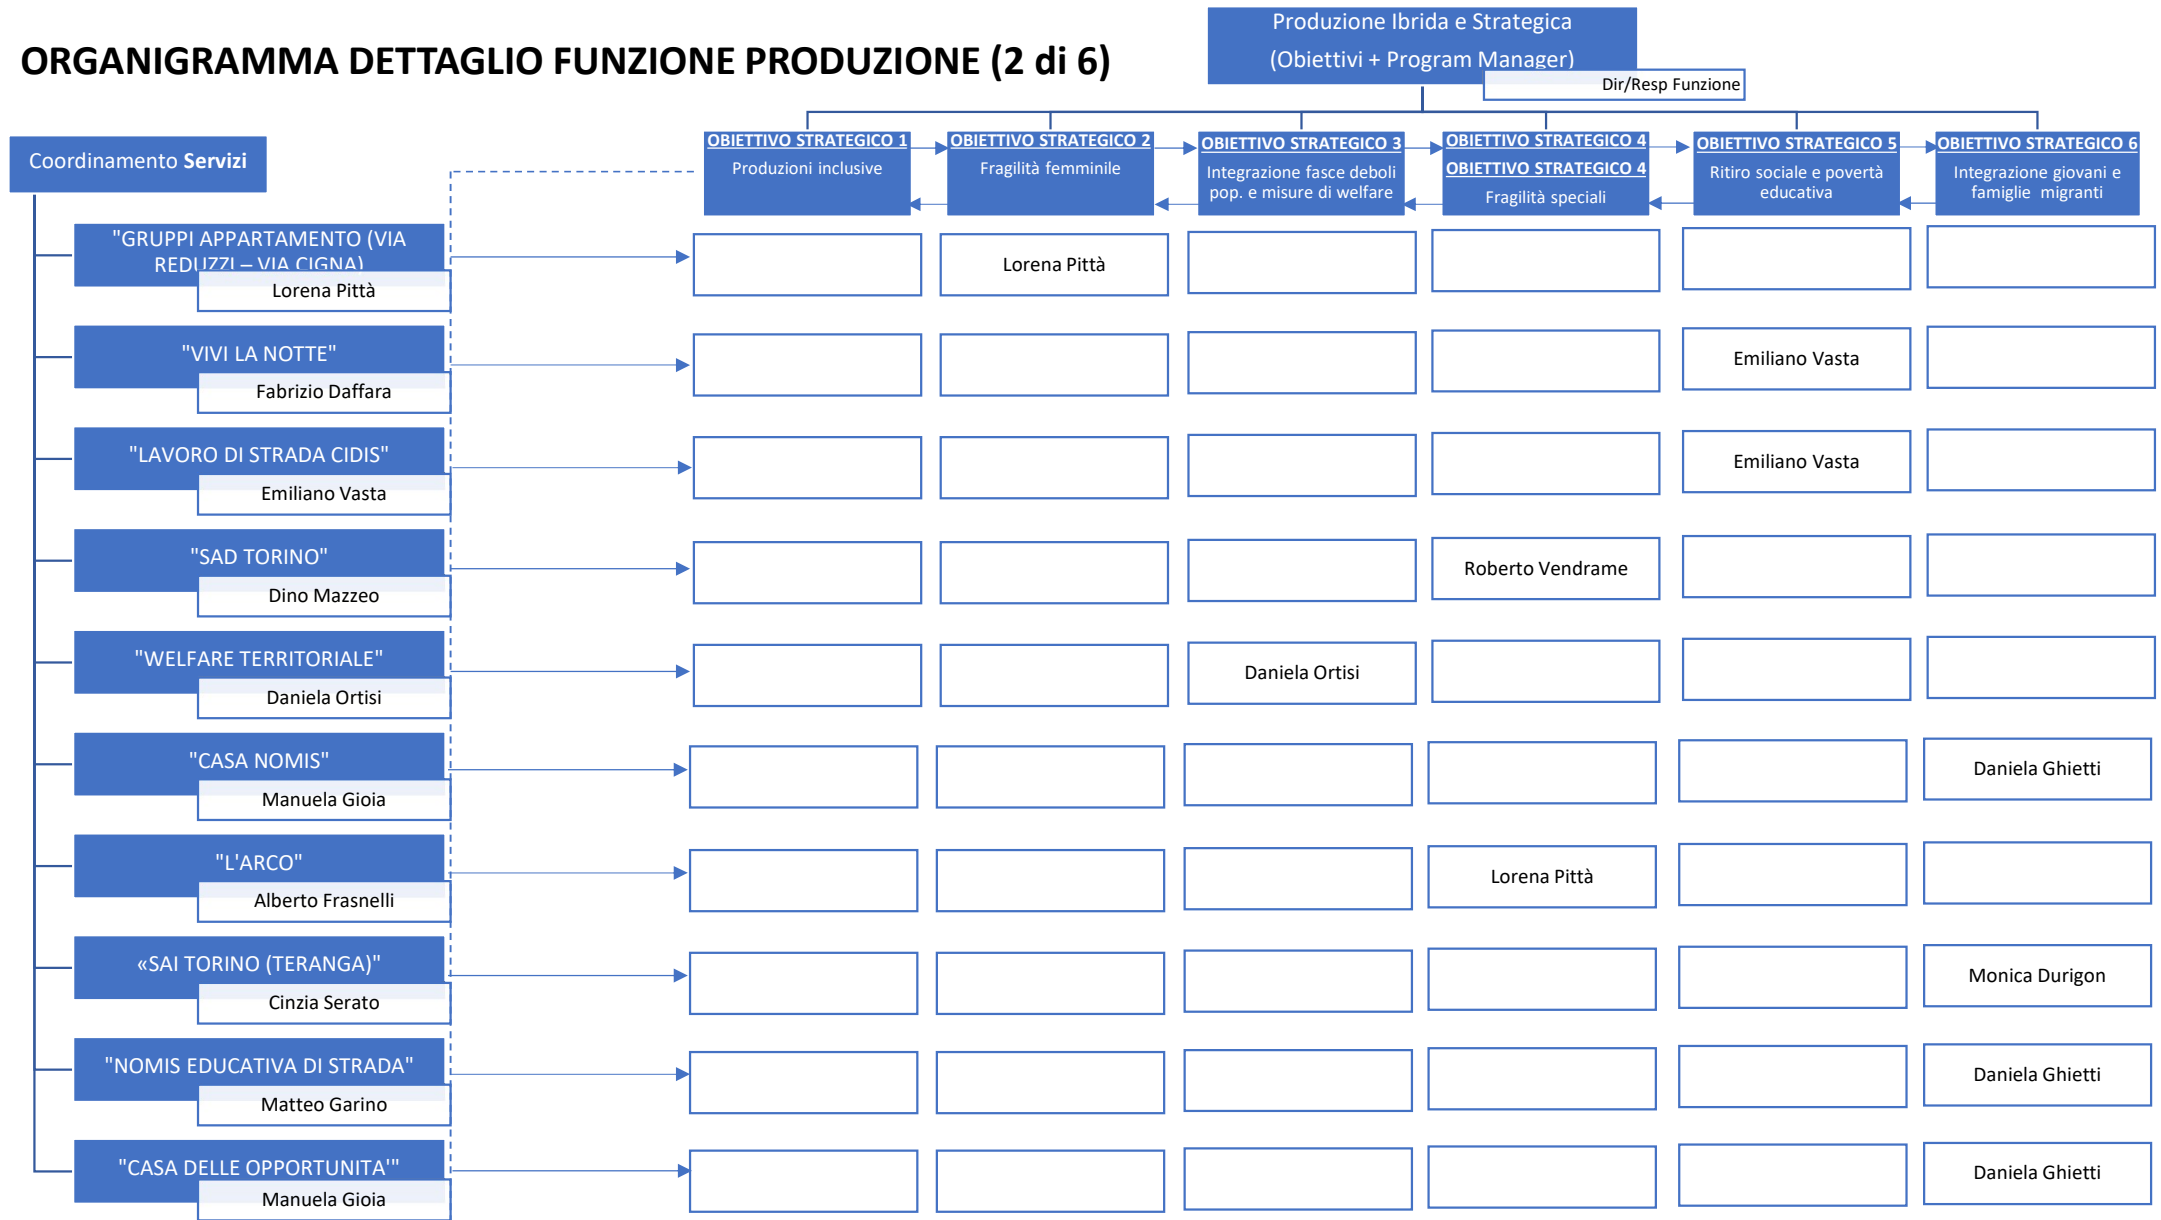 Produzione Ibrida e Strategica
(Obiettivi + Program Manager)
Dir/Resp Funzione
ORGANIGRAMMA DETTAGLIO FUNZIONE PRODUZIONE (2 di 6)
Coordinamento Servizi
OBIETTIVO STRATEGICO 1
Produzioni inclusive
OBIETTIVO STRATEGICO 2
Fragilità femminile
OBIETTIVO STRATEGICO 3
Integrazione fasce deboli
pop. e misure di welfare
OBIETTIVO STRATEGICO 4
OBIETTIVO STRATEGICO 4
Fragilità speciali
OBIETTIVO STRATEGICO 5
Ritiro sociale e povertà
educativa
OBIETTIVO STRATEGICO 6
Integrazione giovani e
famiglie migranti
"GRUPPI APPARTAMENTO (VIA
REDUZZI – VIA CIGNA)
Lorena Pittà
Lorena Pittà
"VIVI LA NOTTE"
Fabrizio Daffara
Emiliano Vasta
"LAVORO DI STRADA CIDIS"
Emiliano Vasta
Emiliano Vasta
"SAD TORINO"
Dino Mazzeo
Roberto Vendrame
"WELFARE TERRITORIALE"
Daniela Ortisi
Daniela Ortisi
"CASA NOMIS"
Manuela Gioia
Daniela Ghietti
"L'ARCO"
Alberto Frasnelli
Lorena Pittà
«SAI TORINO (TERANGA)"
Cinzia Serato
Monica Durigon
"NOMIS EDUCATIVA DI STRADA"
Matteo Garino
Daniela Ghietti
"CASA DELLE OPPORTUNITA'"
Manuela Gioia
Daniela Ghietti